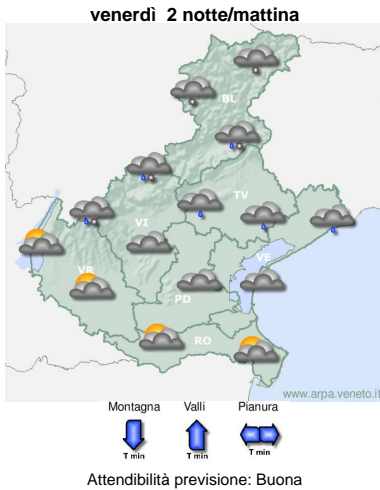 venerdì 2 notte/mattina
BL
TV
VI
VE
VR
PD
RO
www.arpa.veneto.it
Montagna Valli Pianura
T min T min T min
Attendibilità previsione: Buona